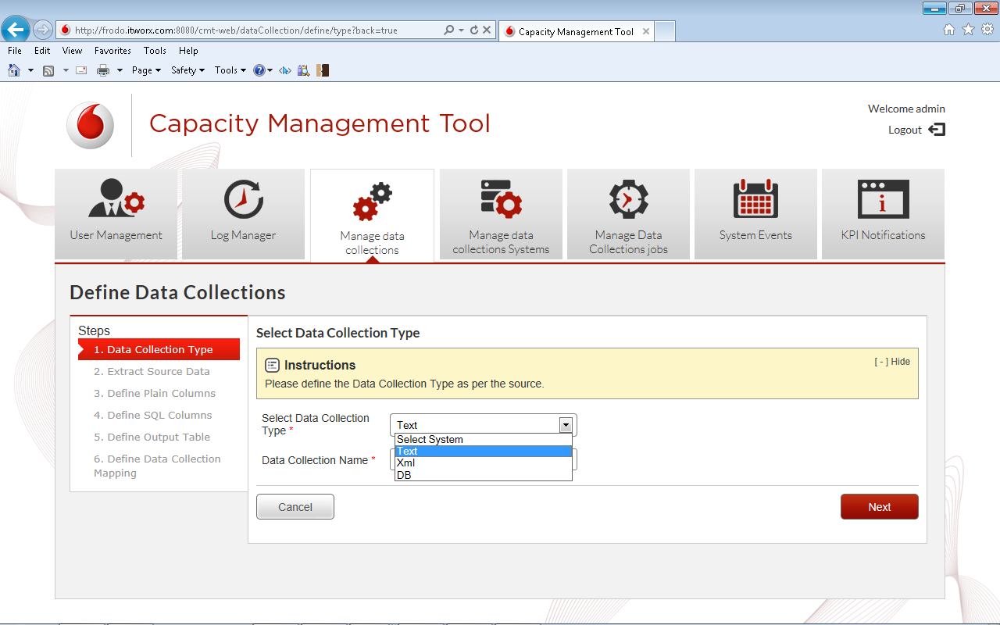 http://frodo.itworx.com:8080/cmt-web/dataCollection/define/type?back=true
Capacity Management Tool
File Edit View Favorites Tools Help
Page Safety Tools
Capacity Management Tool
Welcome admin
Logout
User Management
Log Manager
Manage data
collections
Manage data
collections Systems
Manage Data
Collections jobs
System Events
KPI Notifications
Define Data Collections
Steps
1. Data Collection Type
2. Extract Source Data
3. Define Plain Columns
4. Define SQL Columns
5. Define Output Table
6. Define Data Collection
Mapping
Select Data Collection Type
Instructions
[ - ] Hide
Please define the Data Collection Type as per the source.
Select Data Collection
Type *
Text
Select System
Text
Xml
DB
Data Collection Name *
Cancel
Next